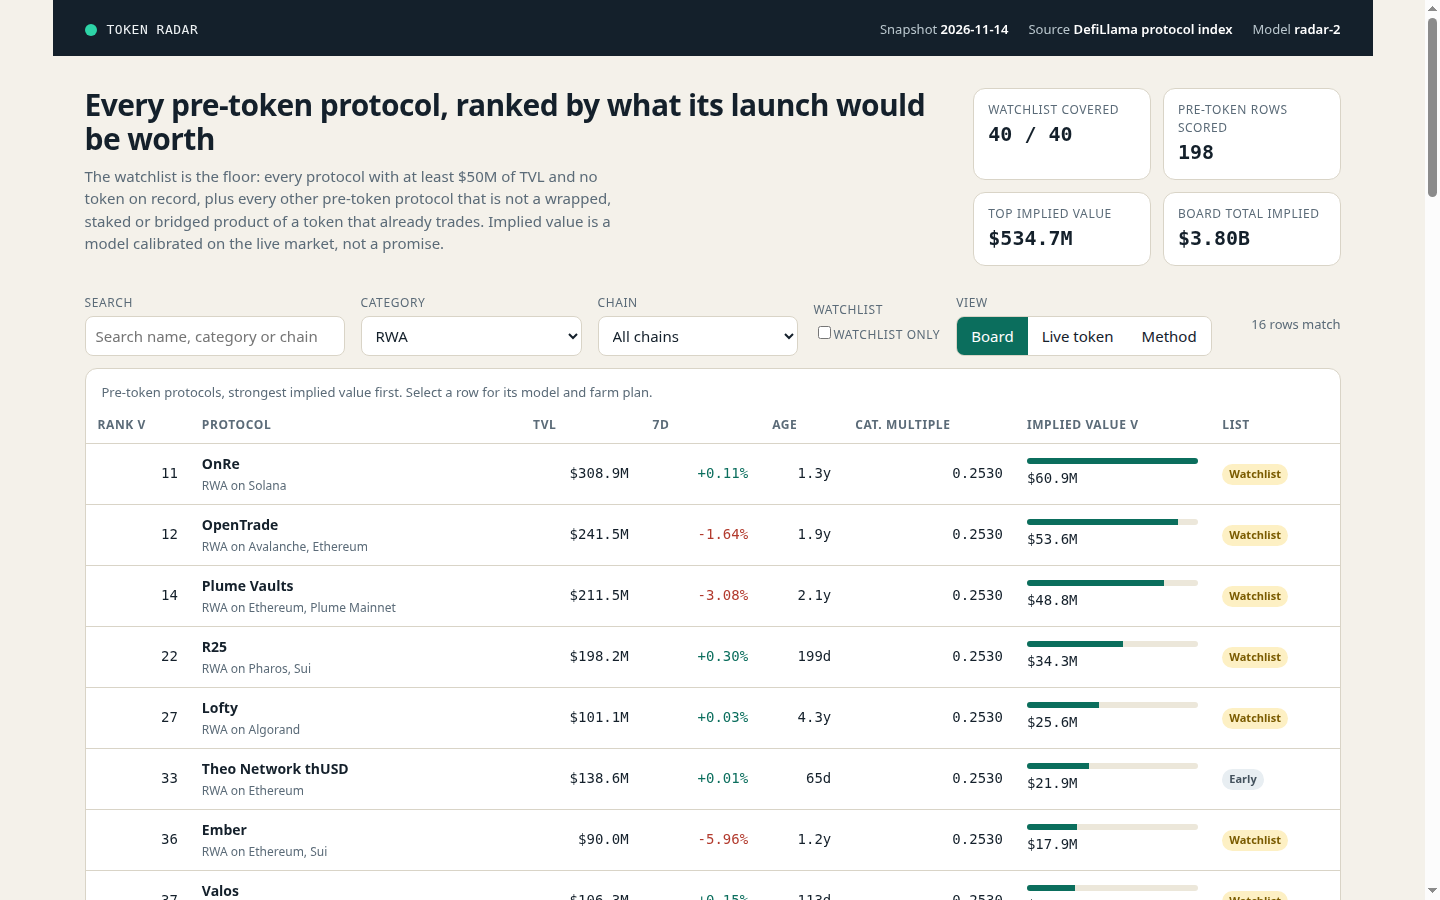 TOKEN RADAR
Snapshot 2026-11-14 Source DefiLlama protocol index Model radar-2
Every pre-token protocol, ranked by what its launch would
be worth
The watchlist is the floor: every protocol with at least $50M of TVL and no
token on record, plus every other pre-token protocol that is not a wrapped,
staked or bridged product of a token that already trades. Implied value is a
model calibrated on the live market, not a promise.
WATCHLIST COVERED
40 / 40
PRE-TOKEN ROWS
SCORED
198
TOP IMPLIED VALUE
$534.7M
BOARD TOTAL IMPLIED
$3.80B
SEARCH
Search name, category or chain
CATEGORY
RWA
CHAIN
All chains
WATCHLIST
WATCHLIST ONLY
VIEW
Board Live token Method
16 rows match
Pre-token protocols, strongest implied value first. Select a row for its model and farm plan.
RANK V PROTOCOL TVL 7D AGE CAT. MULTIPLE IMPLIED VALUE V LIST
11 OnRe $308.9M +0.11% 1.3y 0.2530 $60.9M Watchlist
RWA on Solana
12 OpenTrade $241.5M -1.64% 1.9y 0.2530 $53.6M Watchlist
RWA on Avalanche, Ethereum
14 Plume Vaults $211.5M -3.08% 2.1y 0.2530 $48.8M Watchlist
RWA on Ethereum, Plume Mainnet
22 R25 $198.2M +0.30% 199d 0.2530 $34.3M Watchlist
RWA on Pharos, Sui
27 Lofty $101.1M +0.03% 4.3y 0.2530 $25.6M Watchlist
RWA on Algorand
33 Theo Network thUSD $138.6M +0.01% 65d 0.2530 $21.9M Early
RWA on Ethereum
36 Ember $90.0M -5.96% 1.2y 0.2530 $17.9M Watchlist
RWA on Ethereum, Sui
Valos